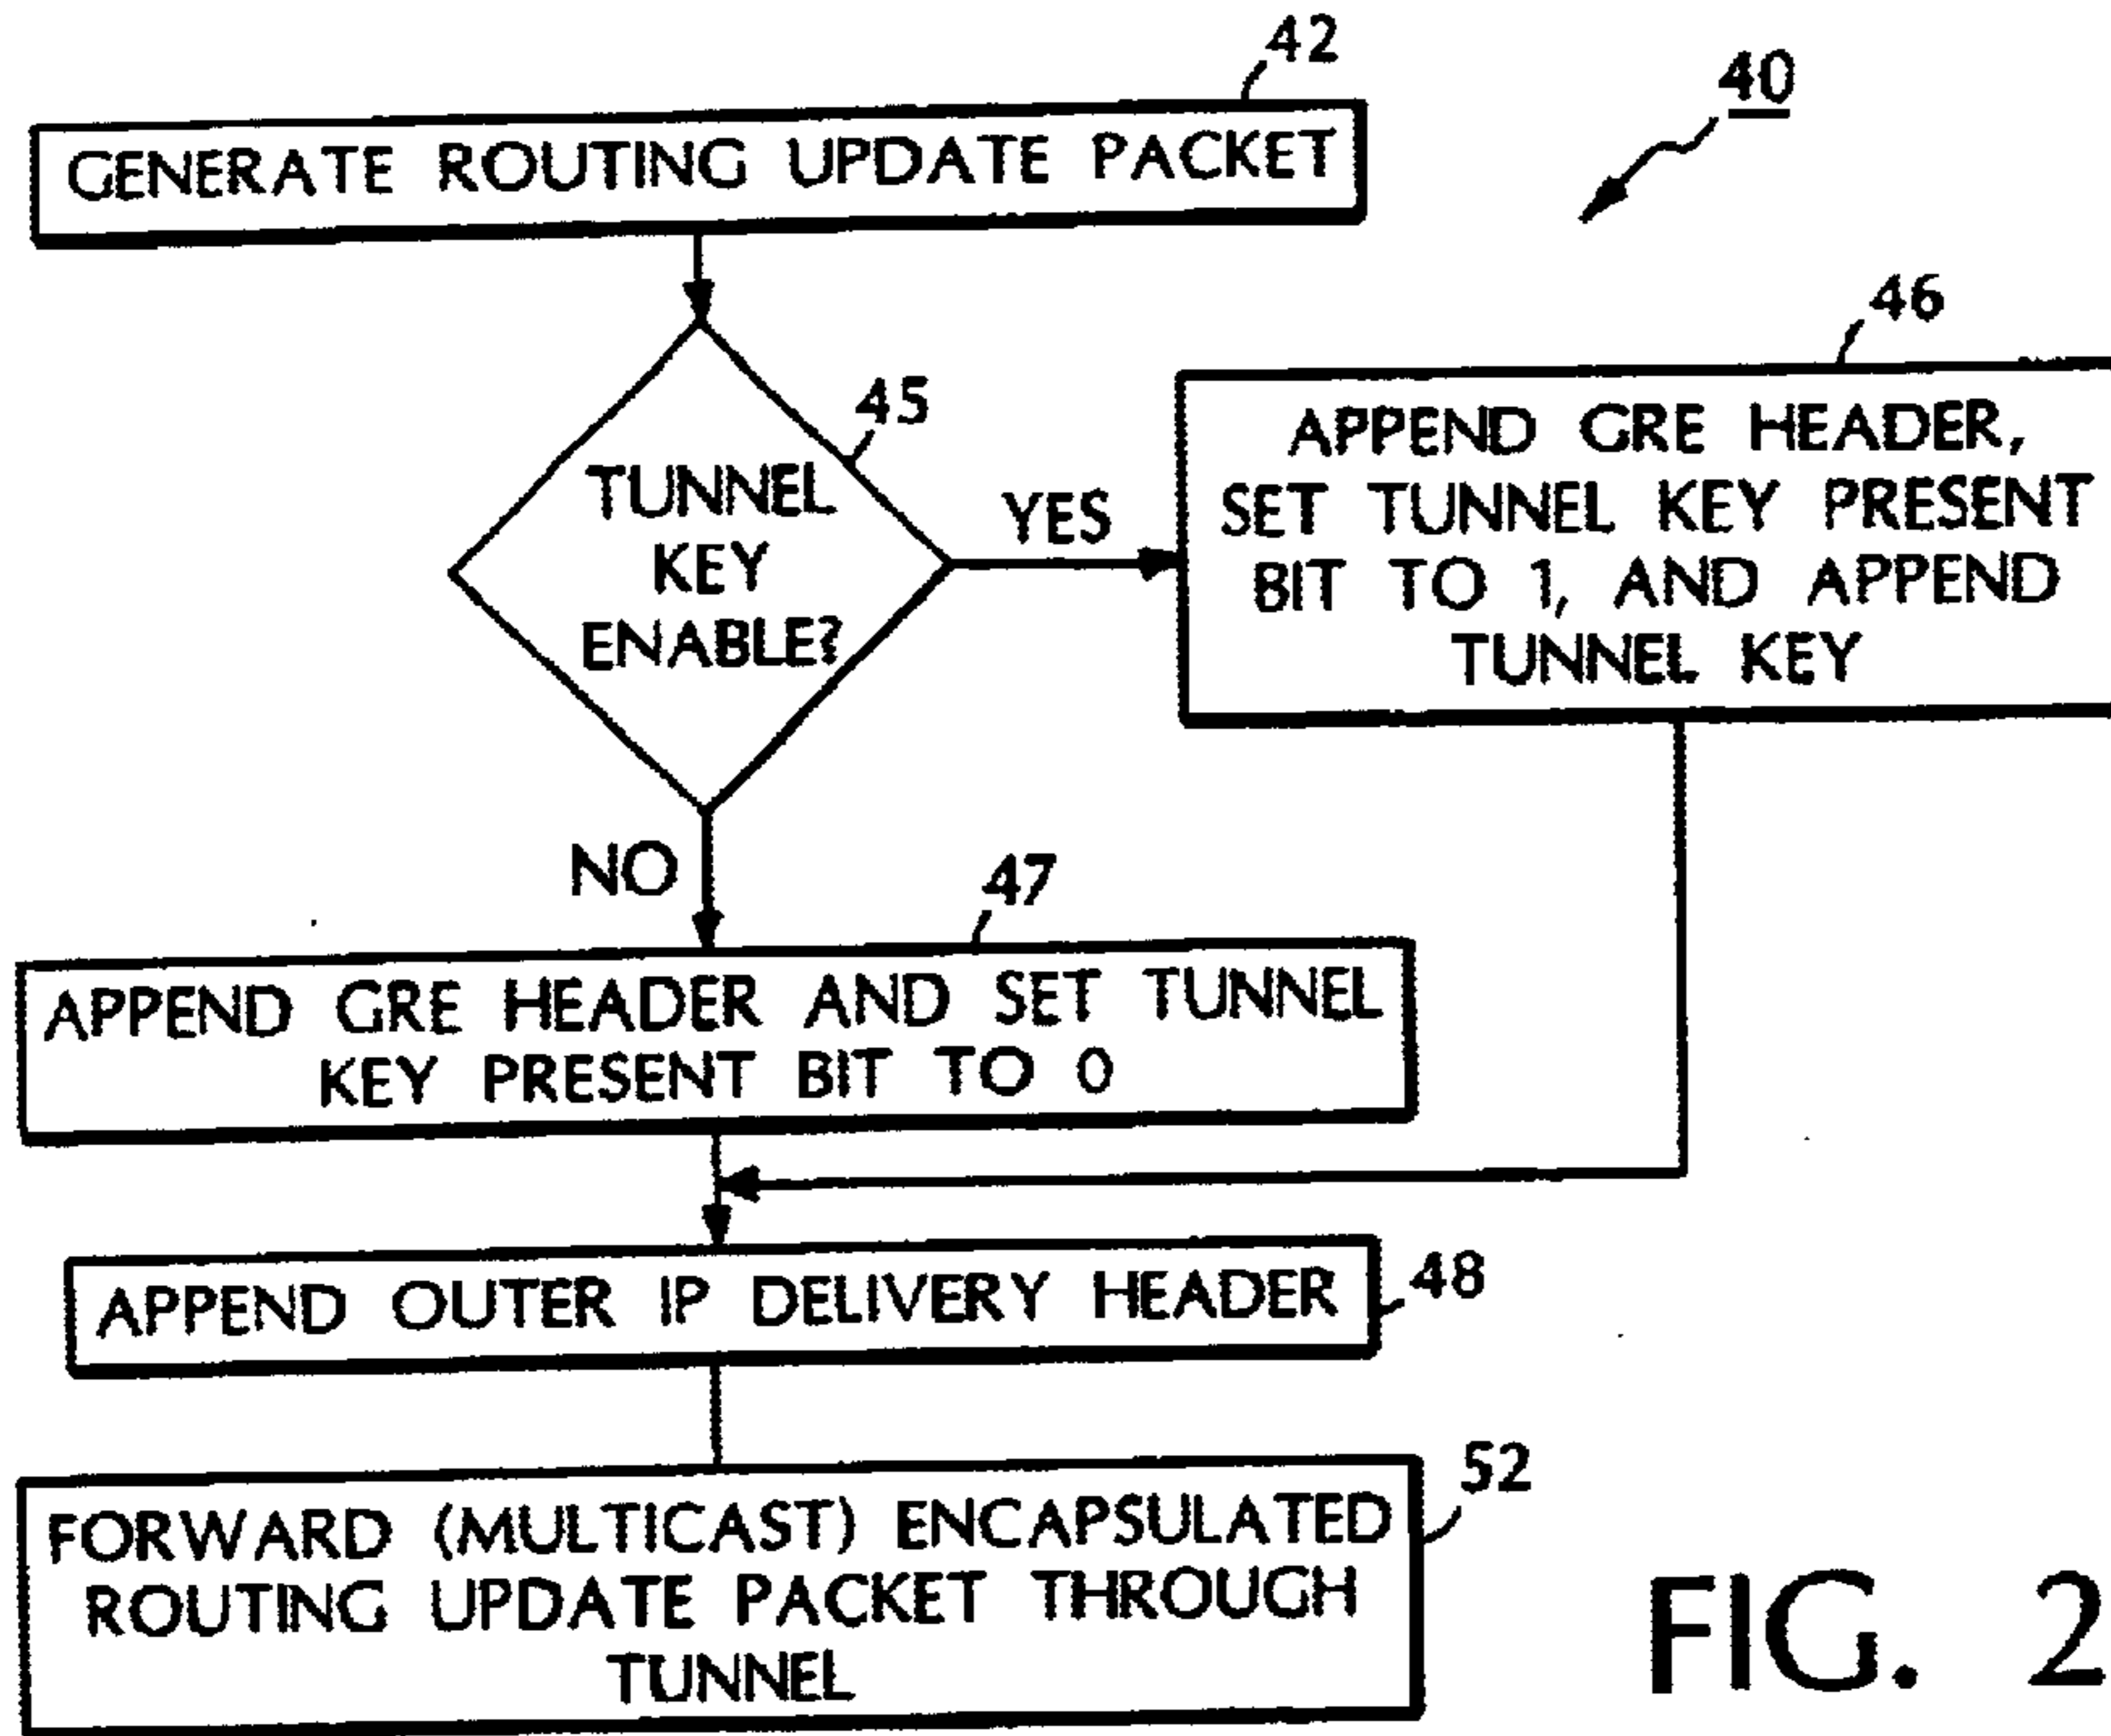 42
40
GENERATE ROUTING UPDATE PACKET
46
45
TUNNEL
KEY
ENABLE?
YES
APPEND GRE HEADER,
SET TUNNEL KEY PRESENT
BIT TO 1, AND APPEND
TUNNEL KEY
NO
47
APPEND GRE HEADER AND SET TUNNEL
KEY PRESENT BIT TO 0
APPEND OUTER IP DELIVERY HEADER
48
52
FORWARD (MULTICAST) ENCAPSULATED
ROUTING UPDATE PACKET THROUGH
TUNNEL
FIG. 2